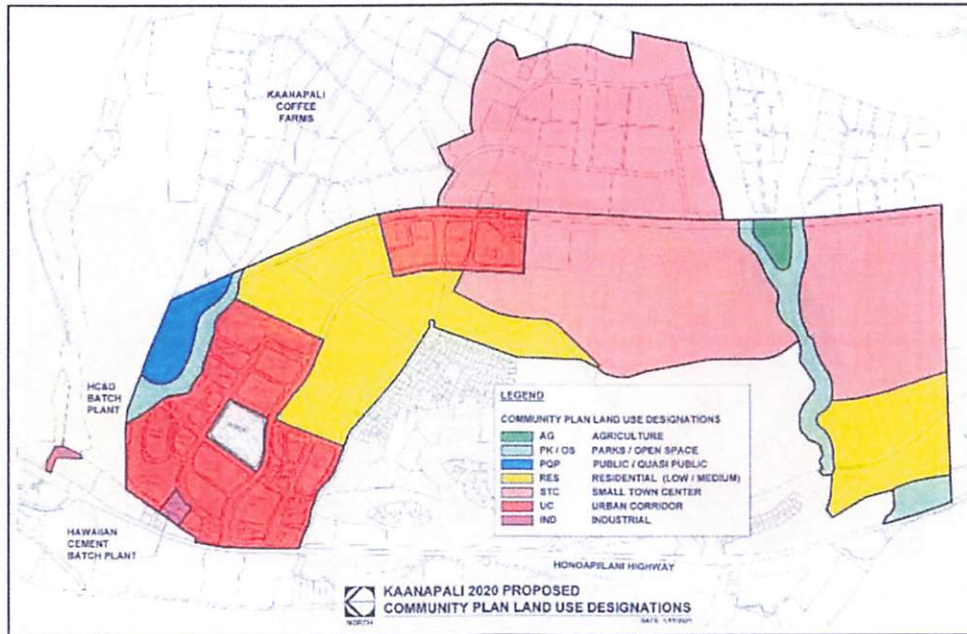 KAANAPALI
COFFEE
FARMS
HC&D
BATCH
PLANT
HAWAIIAN
CEMENT
BATCH PLANT
LEGEND
COMMUNITY PLAN LAND USE DESIGNATIONS
AG AGRICULTURE
PK / OS PARKS / OPEN SPACE
PQP PUBLIC / QUASI PUBLIC
RES RESIDENTIAL (LOW / MEDIUM)
STC SMALL TOWN CENTER
UC URBAN CORRIDOR
IND INDUSTRIAL
HONOAPIILANI HIGHWAY
KAANAPALI 2020 PROPOSED
COMMUNITY PLAN LAND USE DESIGNATIONS
NORTH
DATE: